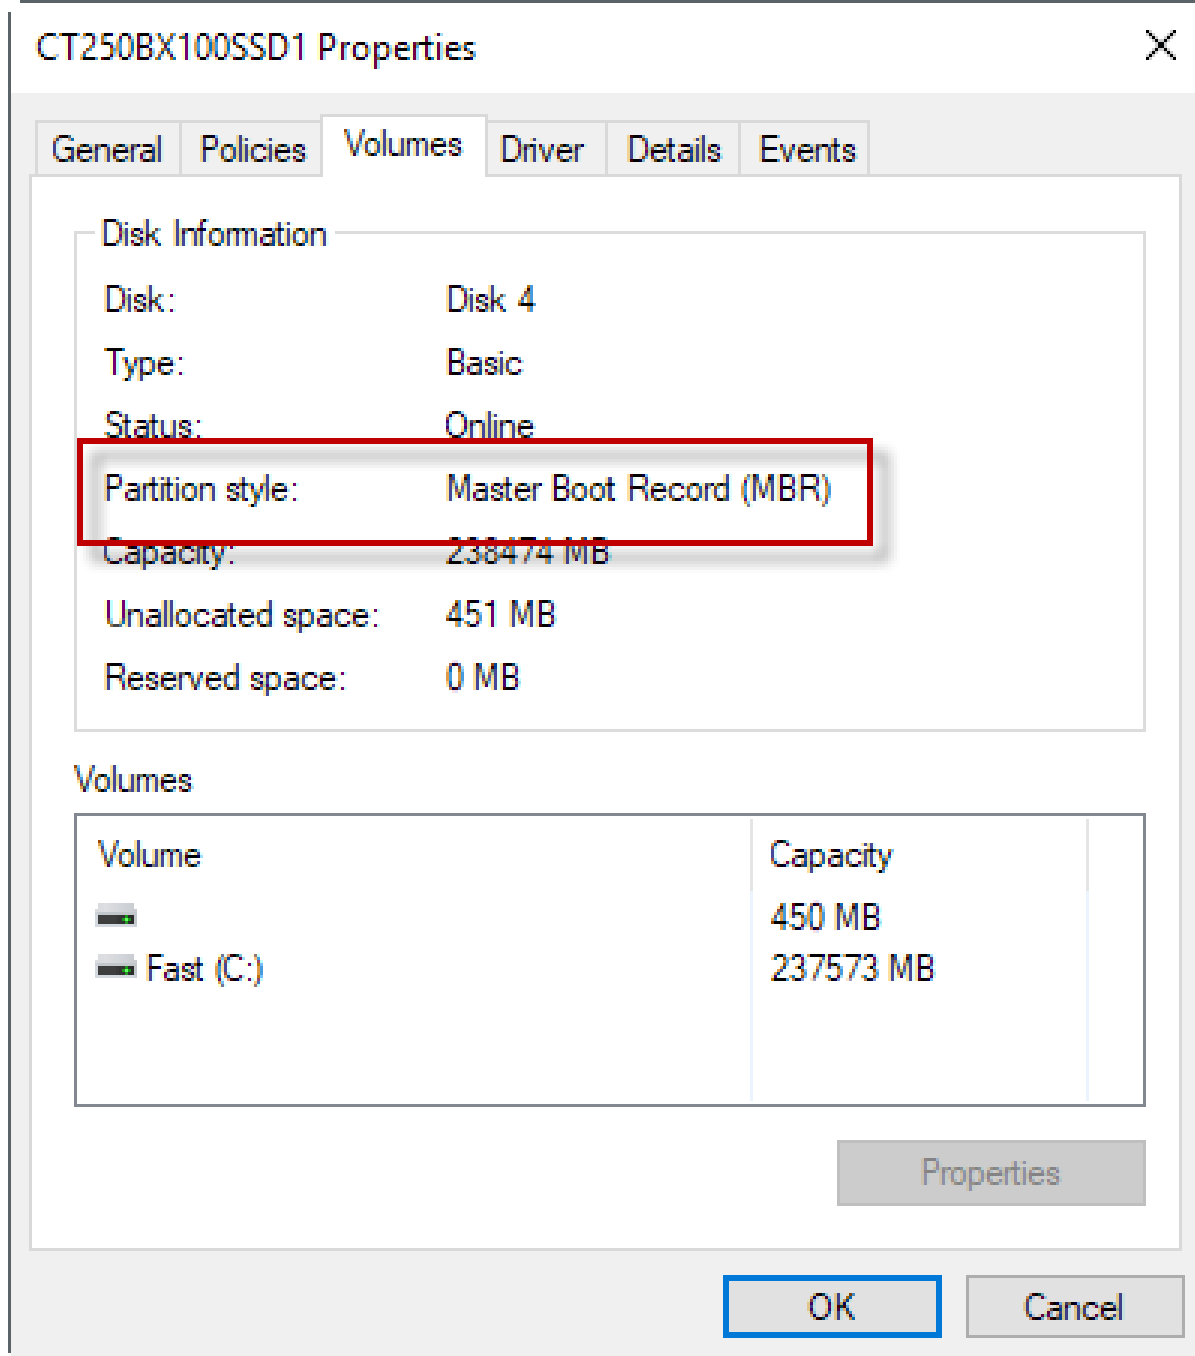 CT250BX100SSD1 Properties
General Policies Volumes Driver Details Events
Disk Information
Disk: Disk 4
Type: Basic
Status: Online
Partition style: Master Boot Record (MBR)
Capacity: 238474 MB
Unallocated space: 451 MB
Reserved space: 0 MB
Volumes
Volume Capacity
450 MB
Fast (C:) 237573 MB
Properties
OK Cancel